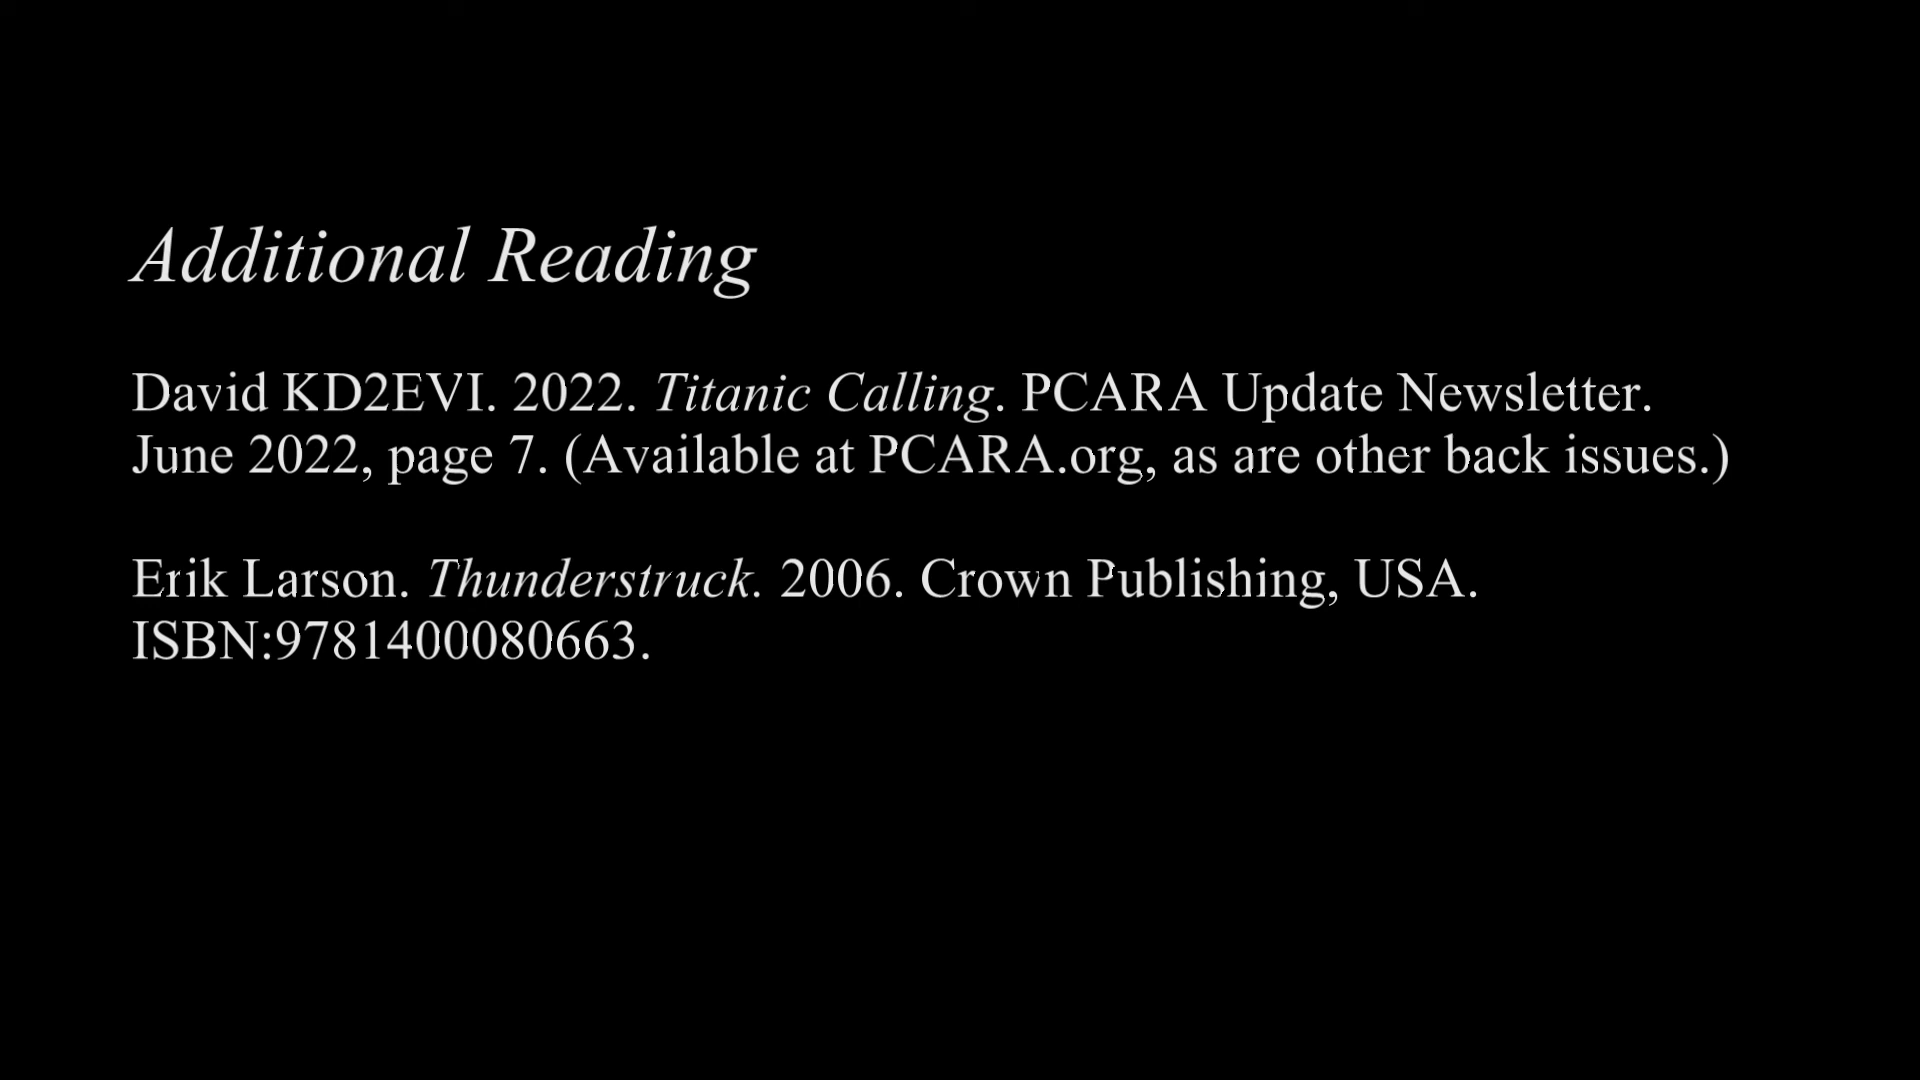 Additional Reading
David KD2EVI. 2022. Titanic Calling. PCARA Update Newsletter.
June 2022, page 7. (Available at PCARA.org, as are other back issues.)
Erik Larson. Thunderstruck. 2006. Crown Publishing, USA.
ISBN:9781400080663.